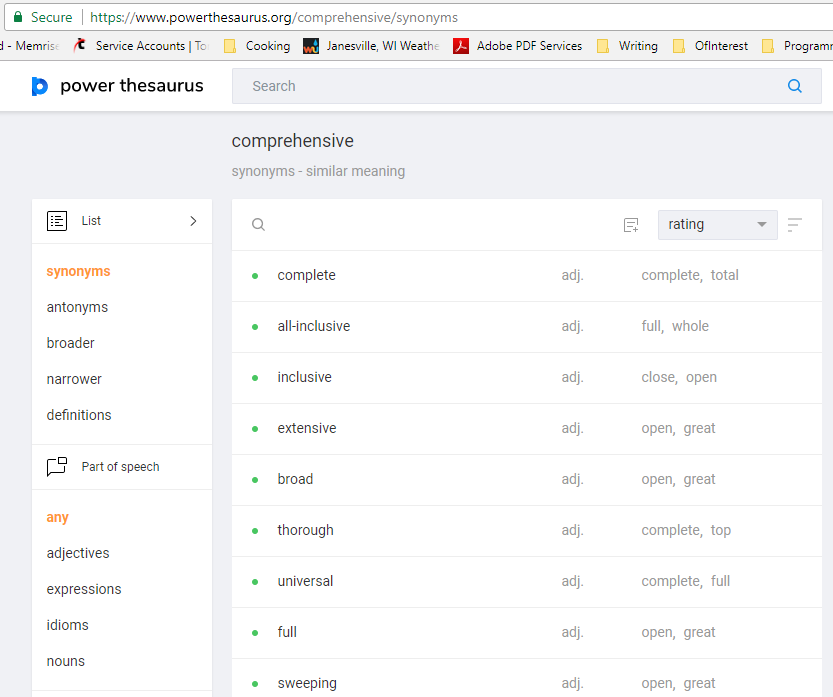 Secure https://www.powerthesaurus.org/comprehensive/synonyms
d - Memrise Service Accounts | To Cooking Janesville, WI Weathe Adobe PDF Services Writing OfInterest Programm
power thesaurus Search
comprehensive
synonyms - similar meaning
List
synonyms
antonyms
broader
narrower
definitions
Part of speech
any
adjectives
expressions
idioms
nouns
rating
complete adj. complete, total
all-inclusive adj. full, whole
inclusive adj. close, open
extensive adj. open, great
broad adj. open, great
thorough adj. complete, top
universal adj. complete, full
full adj. open, great
sweeping adj. open, great